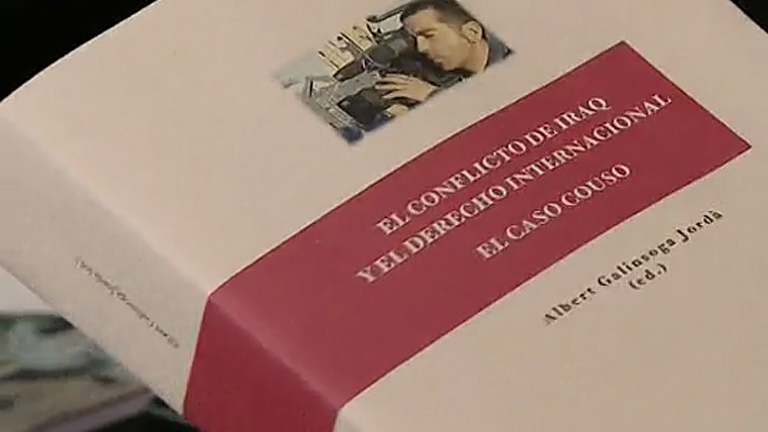 EL CONFLICTO DE IRAQ
Y EL DERECHO INTERNACIONAL
EL CASO COUSO
Albert Galinsoga Jordà
(ed.)